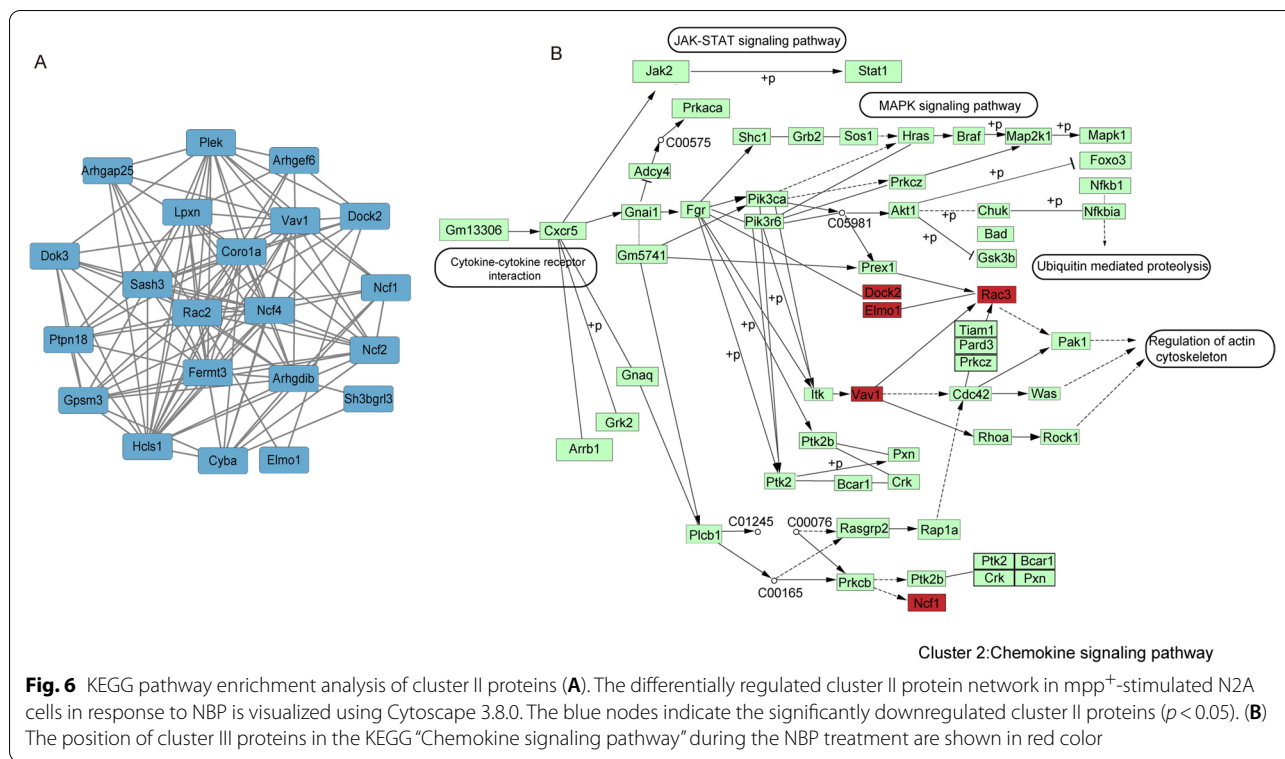 A
Plek
Arhgap25
Arhgef6
Lpxn
Vav1
Dock2
Coro1a
Dok3
Sash3
Ncf1
Rac2
Ncf4
Ptpn18
Ncf2
Fermt3
Arhgdib
Gpsm3
Sh3bgrl3
Hcls1
Cyba
Elmo1
B
JAK-STAT signaling pathway
Jak2
+p
Stat1
Prkaca
C00575
Adcy4
MAPK signaling pathway
Shc1
Grb2
Sos1
Hras
Braf
+p
Map2k1
+p
Mapk1
Foxo3
+p
Prkcz
Nfkb1
Pik3ca
Gm13306
Cxcr5
Gnai1
Fgr
Pik3r6
C05981
Akt1
+p
Chuk
+p
Nfkbia
Bad
+p
Gsk3b
Cytokine-cytokine receptor
interaction
Gm5741
Prex1
Ubiquitin mediated proteolysis
Dock2
Elmo1
Rac3
+p
+p
+p
+p
Tiam1
Pard3
Prkcz
Pak1
Regulation of actin
cytoskeleton
Gnaq
Itk
Vav1
Cdc42
Was
Grk2
Arrb1
Ptk2b
Pxn
Rhoa
Rock1
+p
Ptk2
Bcar1
Crk
Plcb1
C01245
C00076
Rasgrp2
Rap1a
C00165
Prkcb
Ptk2b
Ptk2
Bcar1
Crk
Pxn
Ncf1
Cluster 2:Chemokine signaling pathway
Fig. 6 KEGG pathway enrichment analysis of cluster II proteins (A). The differentially regulated cluster II protein network in mpp+-stimulated N2A
cells in response to NBP is visualized using Cytoscape 3.8.0. The blue nodes indicate the significantly downregulated cluster II proteins (p < 0.05). (B)
The position of cluster III proteins in the KEGG “Chemokine signaling pathway” during the NBP treatment are shown in red color